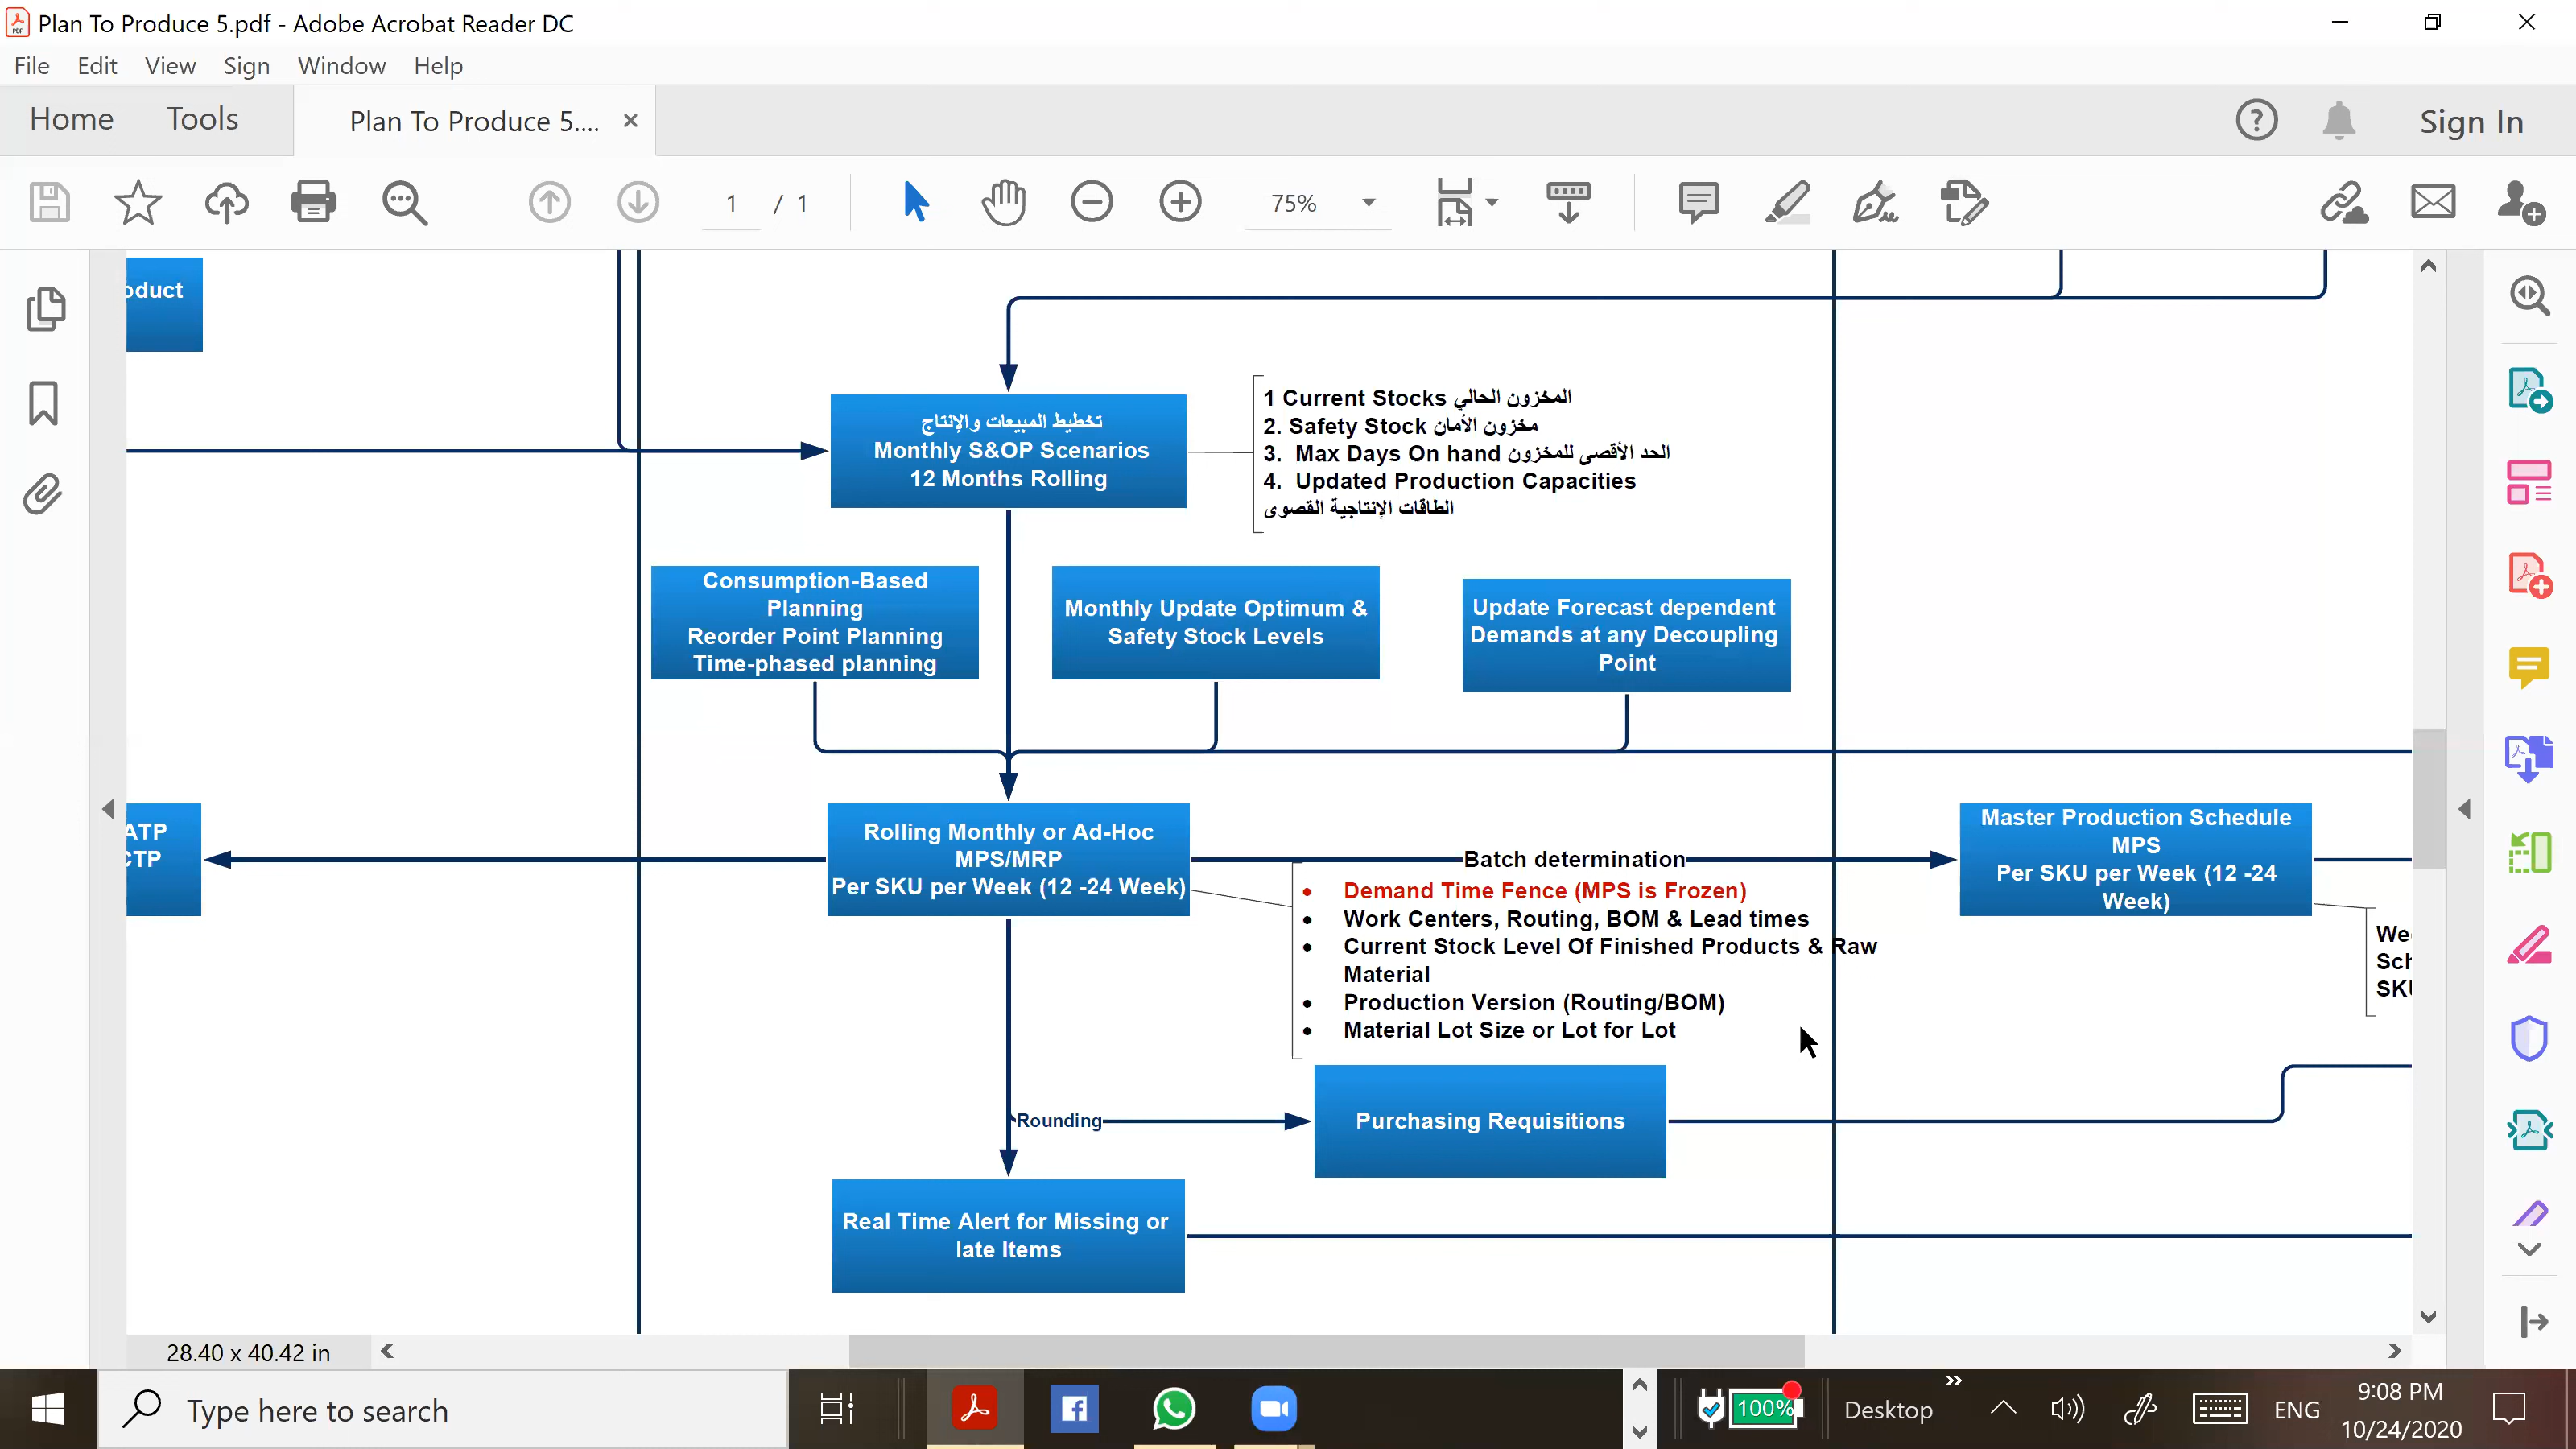 Plan To Produce 5.pdf - Adobe Acrobat Reader DC
File Edit View Sign Window Help
Home Tools Plan To Produce 5.... Sign In
1 / 1 75%
oduct
تخطيط المبيعات والإنتاج
Monthly S&OP Scenarios
12 Months Rolling
1 Current Stocks المخزون الحالي
2. Safety Stock مخزون الأمان
3. Max Days On hand الحد الأقصى للمخزون
4. Updated Production Capacities
الطاقات الإنتاجية القصوى
Consumption-Based
Planning
Reorder Point Planning
Time-phased planning
Monthly Update Optimum &
Safety Stock Levels
Update Forecast dependent
Demands at any Decoupling
Point
ATP
CTP
Rolling Monthly or Ad-Hoc
MPS/MRP
Per SKU per Week (12 -24 Week)
Batch determination
• Demand Time Fence (MPS is Frozen)
• Work Centers, Routing, BOM & Lead times
• Current Stock Level Of Finished Products & Raw
Material
• Production Version (Routing/BOM)
• Material Lot Size or Lot for Lot
Master Production Schedule
MPS
Per SKU per Week (12 -24
Week)
We
Sch
SKU
Rounding
Purchasing Requisitions
Real Time Alert for Missing or
late Items
28.40 x 40.42 in
Type here to search
100%
Desktop
ENG
9:08 PM
10/24/2020